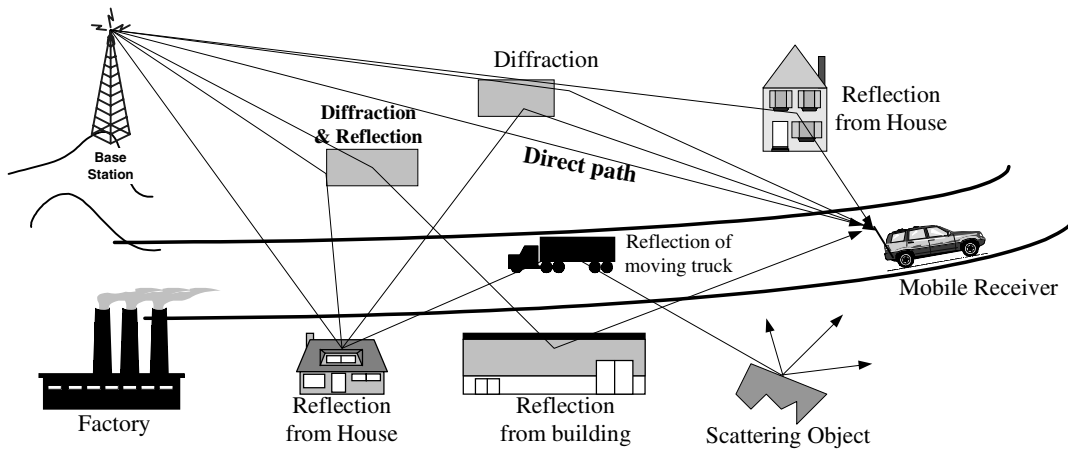 Diffraction
Diffraction
& Reflection
Reflection
from House
Base
Station
Direct path
Reflection of
moving truck
Mobile Receiver
Factory
Reflection
from House
Reflection
from building
Scattering Object